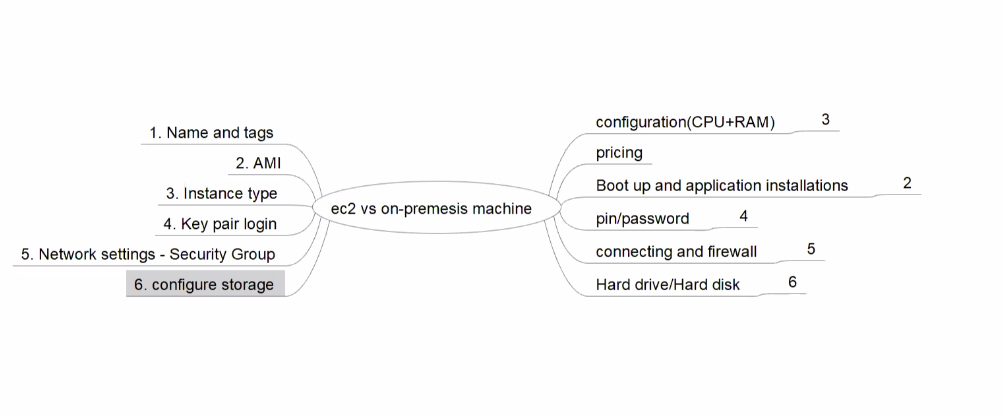 1. Name and tags
2. AMI
3. Instance type
4. Key pair login
5. Network settings - Security Group
6. configure storage
ec2 vs on-premesis machine
configuration(CPU+RAM) 3
pricing
Boot up and application installations 2
pin/password 4
connecting and firewall 5
Hard drive/Hard disk 6